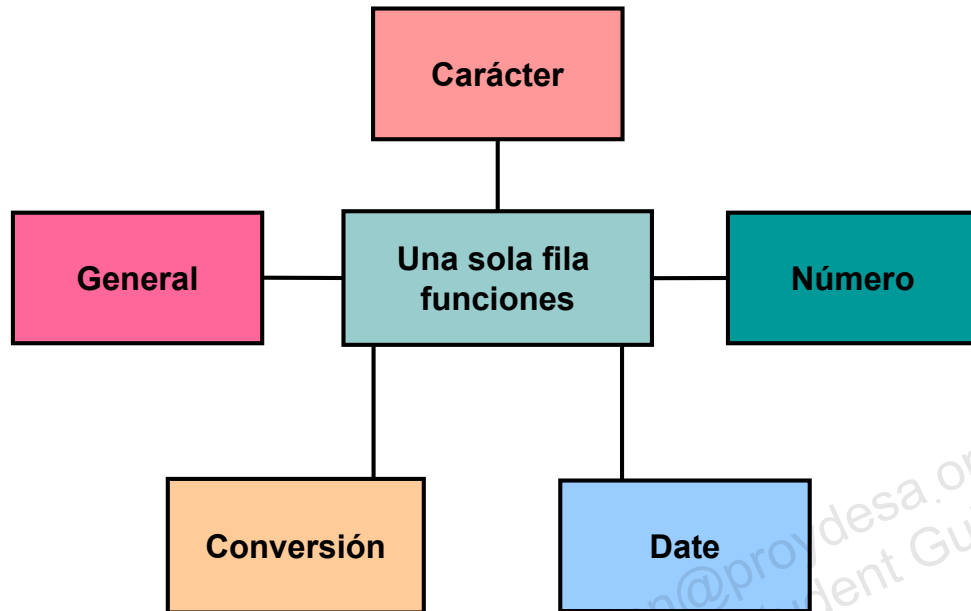 Carácter
General
Una sola fila
funciones
Número
Conversión
Date